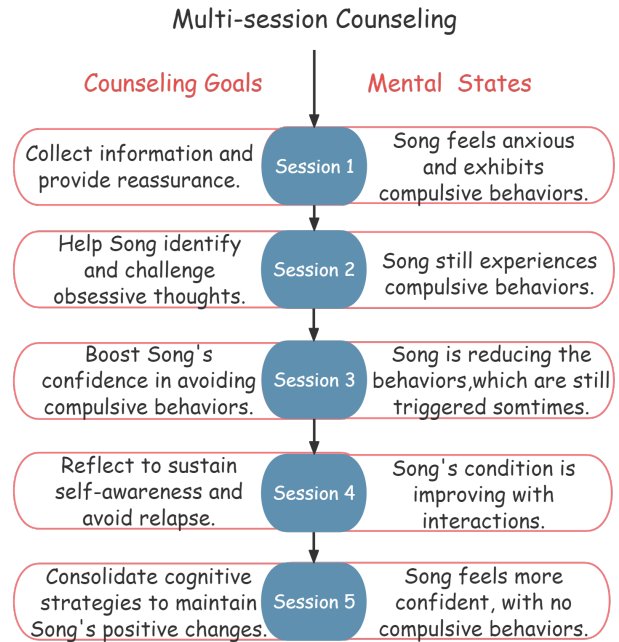 Multi-session Counseling
Counseling Goals
Mental States
Collect information and
provide reassurance.
Session 1
Song feels anxious
and exhibits
compulsive behaviors.
Help Song identify
and challenge
obsessive thoughts.
Session 2
Song still experiences
compulsive behaviors.
Boost Song's
confidence in avoiding
compulsive behaviors.
Session 3
Song is reducing the
behaviors,which are still
triggered somtimes.
Reflect to sustain
self-awareness and
avoid relapse.
Session 4
Song's condition is
improving with
interactions.
Consolidate cognitive
strategies to maintain
Song's positive changes.
Session 5
Song feels more
confident, with no
compulsive behaviors.